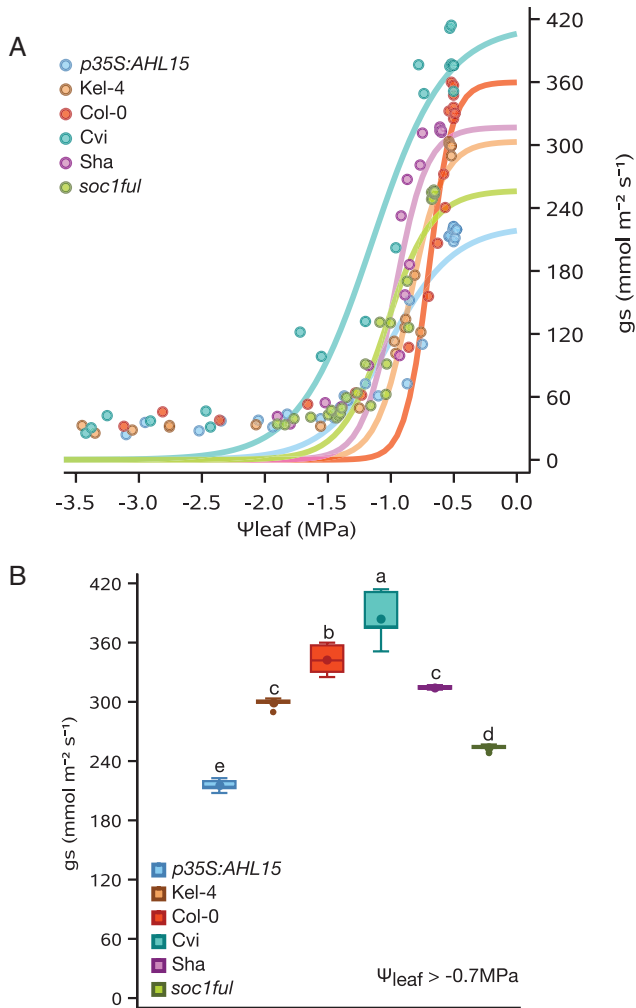 A
p35S:AHL15
Kel-4
Col-0
Cvi
Sha
soc1ful
420
360
300
240
180
120
60
0
gs (mmol m⁻² s⁻¹)
-3.5 -3.0 -2.5 -2.0 -1.5 -1.0 -0.5 0.0
Ψleaf (MPa)
B
420
360
300
240
180
120
60
0
gs (mmol m⁻² s⁻¹)
a
b
c
c
d
e
p35S:AHL15
Kel-4
Col-0
Cvi
Sha
soc1ful
Ψleaf > -0.7MPa